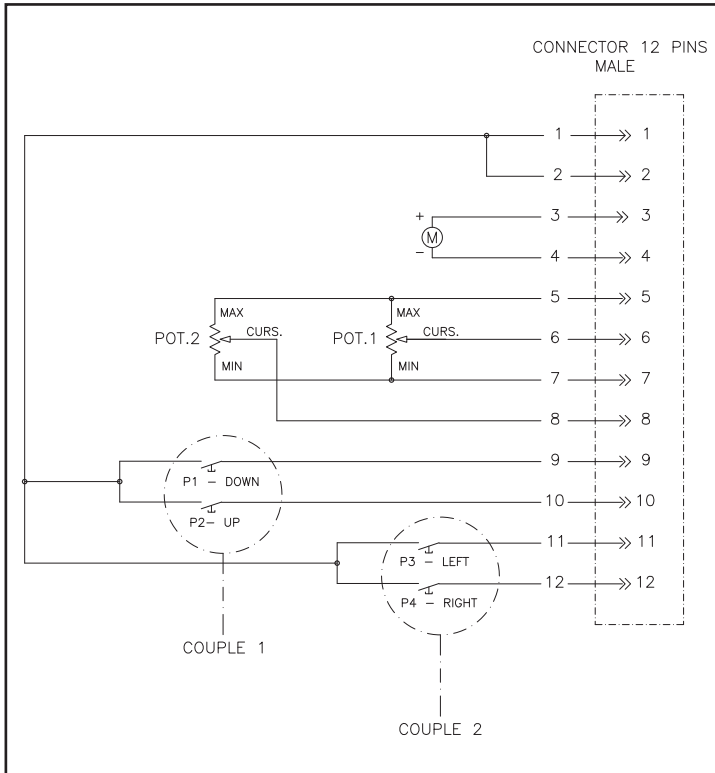 CONNECTOR 12 PINS
MALE
1 1
2 2
+ 3 3
M
- 4 4
5 5
MAX MAX
POT.2 CURS. POT.1 CURS. 6 6
MIN MIN
7 7
8 8
9 9
P1 - DOWN
10 10
P2- UP
11 11
P3 - LEFT
12 12
P4 - RIGHT
COUPLE 1
COUPLE 2